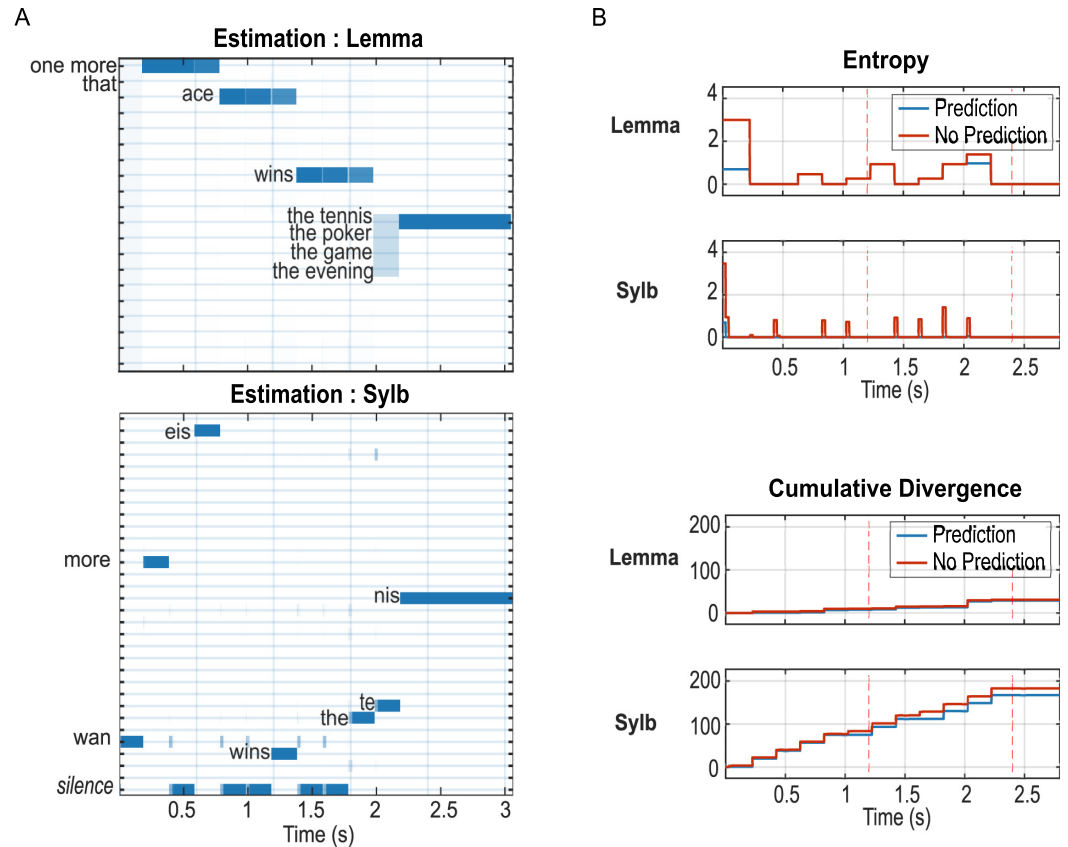 A
Estimation : Lemma
one more
that
ace
wins
the tennis
the poker
the game
the evening
Estimation : Sylb
eis
more
nis
te
the
wan
wins
silence
0.5 1 1.5 2 2.5 3
Time (s)
B
Entropy
Lemma
4
2
0
Prediction
No Prediction
Sylb
4
2
0
0.5 1 1.5 2 2.5
Time (s)
Cumulative Divergence
Lemma
200
100
0
Prediction
No Prediction
Sylb
200
100
0
0.5 1 1.5 2 2.5
Time (s)